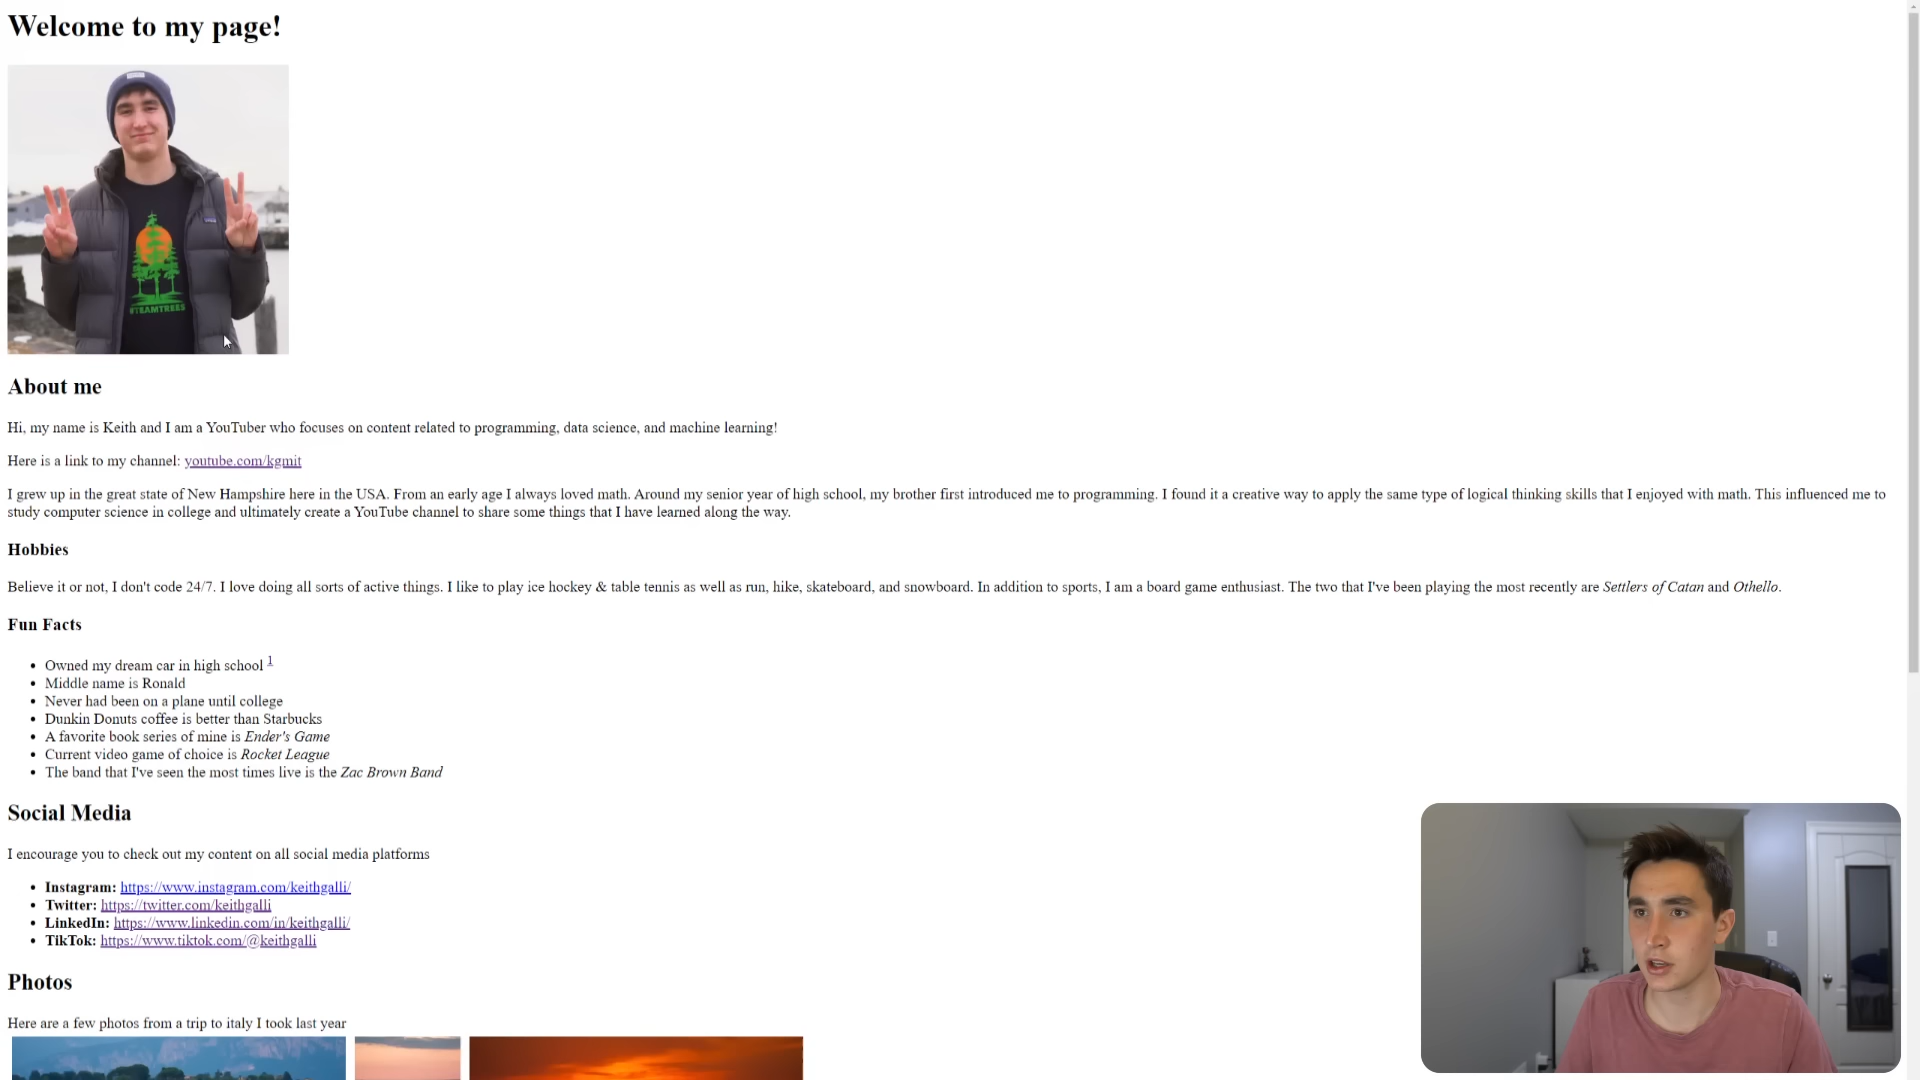 Welcome to my page!
#TEAMTREES
About me
Hi, my name is Keith and I am a YouTuber who focuses on content related to programming, data science, and machine learning!
Here is a link to my channel: youtube.com/kgmit
I grew up in the great state of New Hampshire here in the USA. From an early age I always loved math. Around my senior year of high school, my brother first introduced me to programming. I found it a creative way to apply the same type of logical thinking skills that I enjoyed with math. This influenced me to
study computer science in college and ultimately create a YouTube channel to share some things that I have learned along the way.
Hobbies
Believe it or not, I don't code 24/7. I love doing all sorts of active things. I like to play ice hockey & table tennis as well as run, hike, skateboard, and snowboard. In addition to sports, I am a board game enthusiast. The two that I've been playing the most recently are Settlers of Catan and Othello.
Fun Facts
• Owned my dream car in high school 1
• Middle name is Ronald
• Never had been on a plane until college
• Dunkin Donuts coffee is better than Starbucks
• A favorite book series of mine is Ender's Game
• Current video game of choice is Rocket League
• The band that I've seen the most times live is the Zac Brown Band
Social Media
I encourage you to check out my content on all social media platforms
• Instagram: https://www.instagram.com/keithgalli/
• Twitter: https://twitter.com/keithgalli
• LinkedIn: https://www.linkedin.com/in/keithgalli/
• TikTok: https://www.tiktok.com/@keithgalli
Photos
Here are a few photos from a trip to italy I took last year